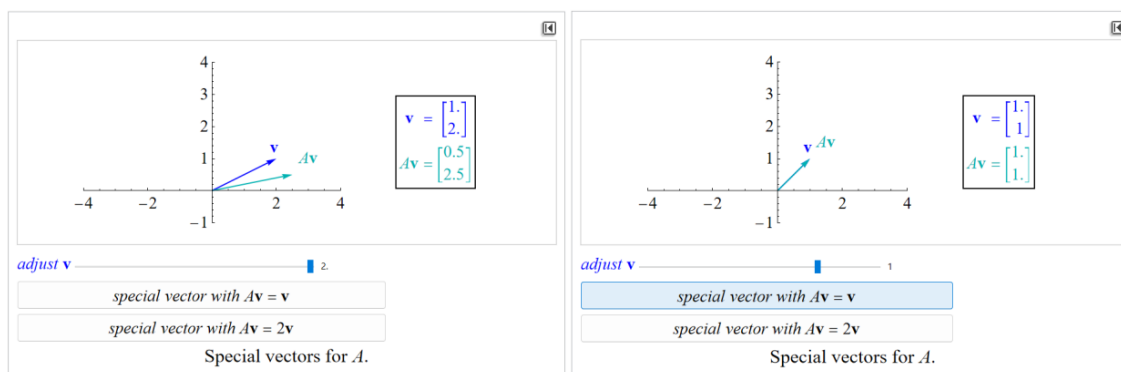 4
3
2
1
−1
−4
−2
2
4
v
Av
v = [1. 2.]
Av = [0.5 2.5]
adjust v 2.
special vector with Av = v
special vector with Av = 2v
Special vectors for A.
4
3
2
1
−1
−4
−2
2
4
v
Av
v = [1. 1]
Av = [1. 1.]
adjust v 1
special vector with Av = v
special vector with Av = 2v
Special vectors for A.